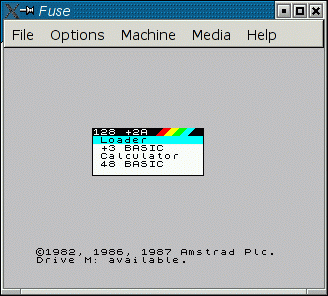 Fuse
File Options Machine Media Help
128 +2A
Loader
+3 BASIC
Calculator
48 BASIC
©1982, 1986, 1987 Amstrad Plc.
Drive M: available.